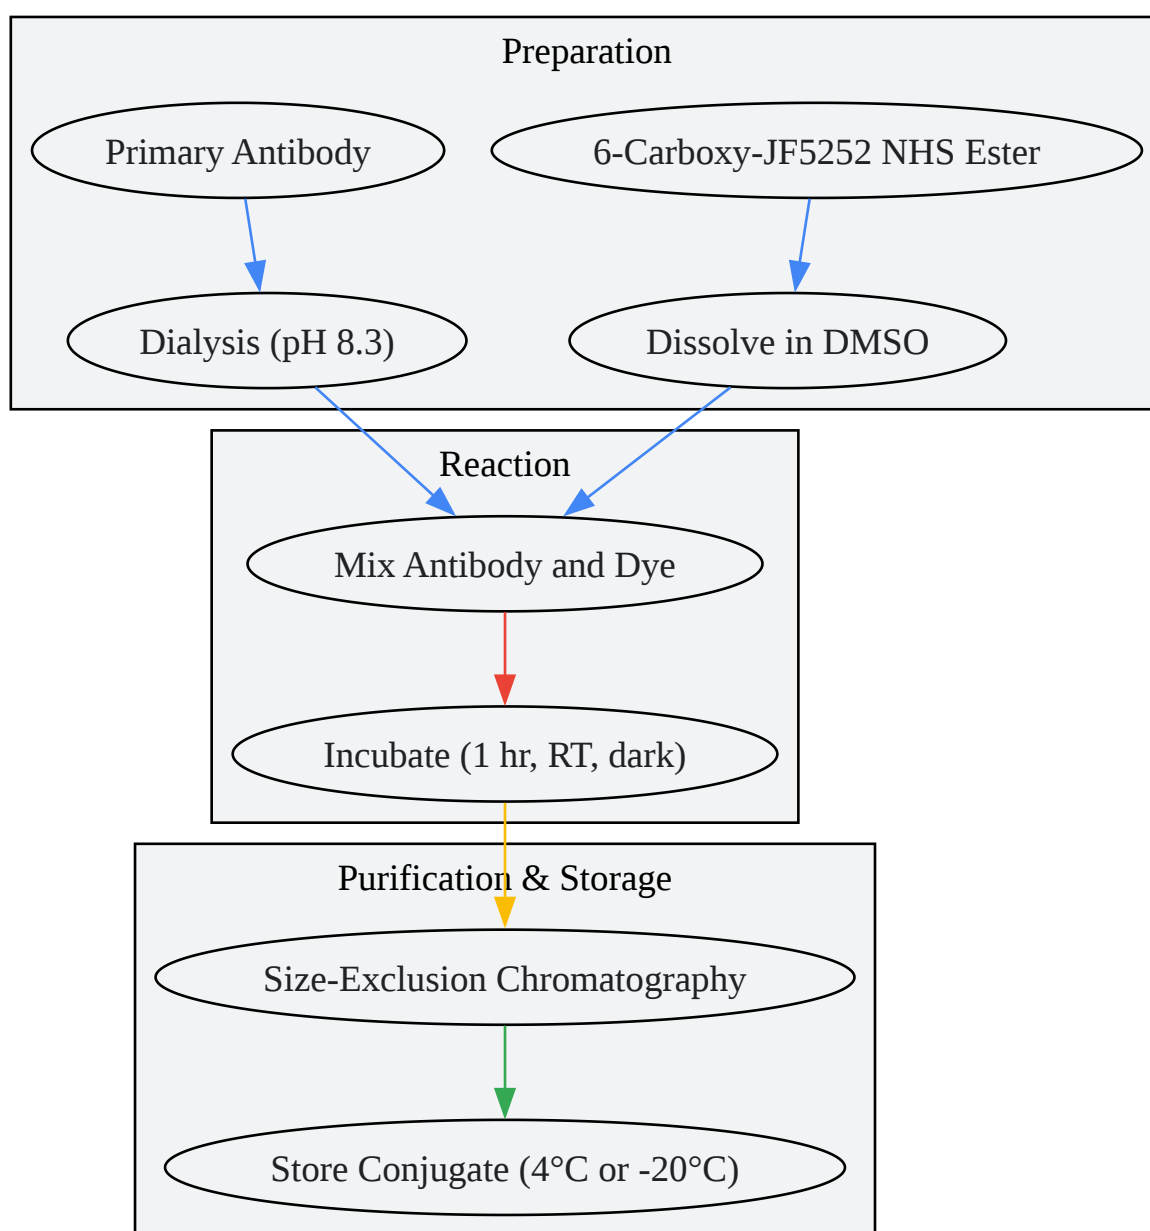 Preparation
Primary Antibody
6-Carboxy-JF5252 NHS Ester
Dialysis (pH 8.3)
Dissolve in DMSO
Reaction
Mix Antibody and Dye
Incubate (1 hr, RT, dark)
Purification & Storage
Size-Exclusion Chromatography
Store Conjugate (4°C or -20°C)